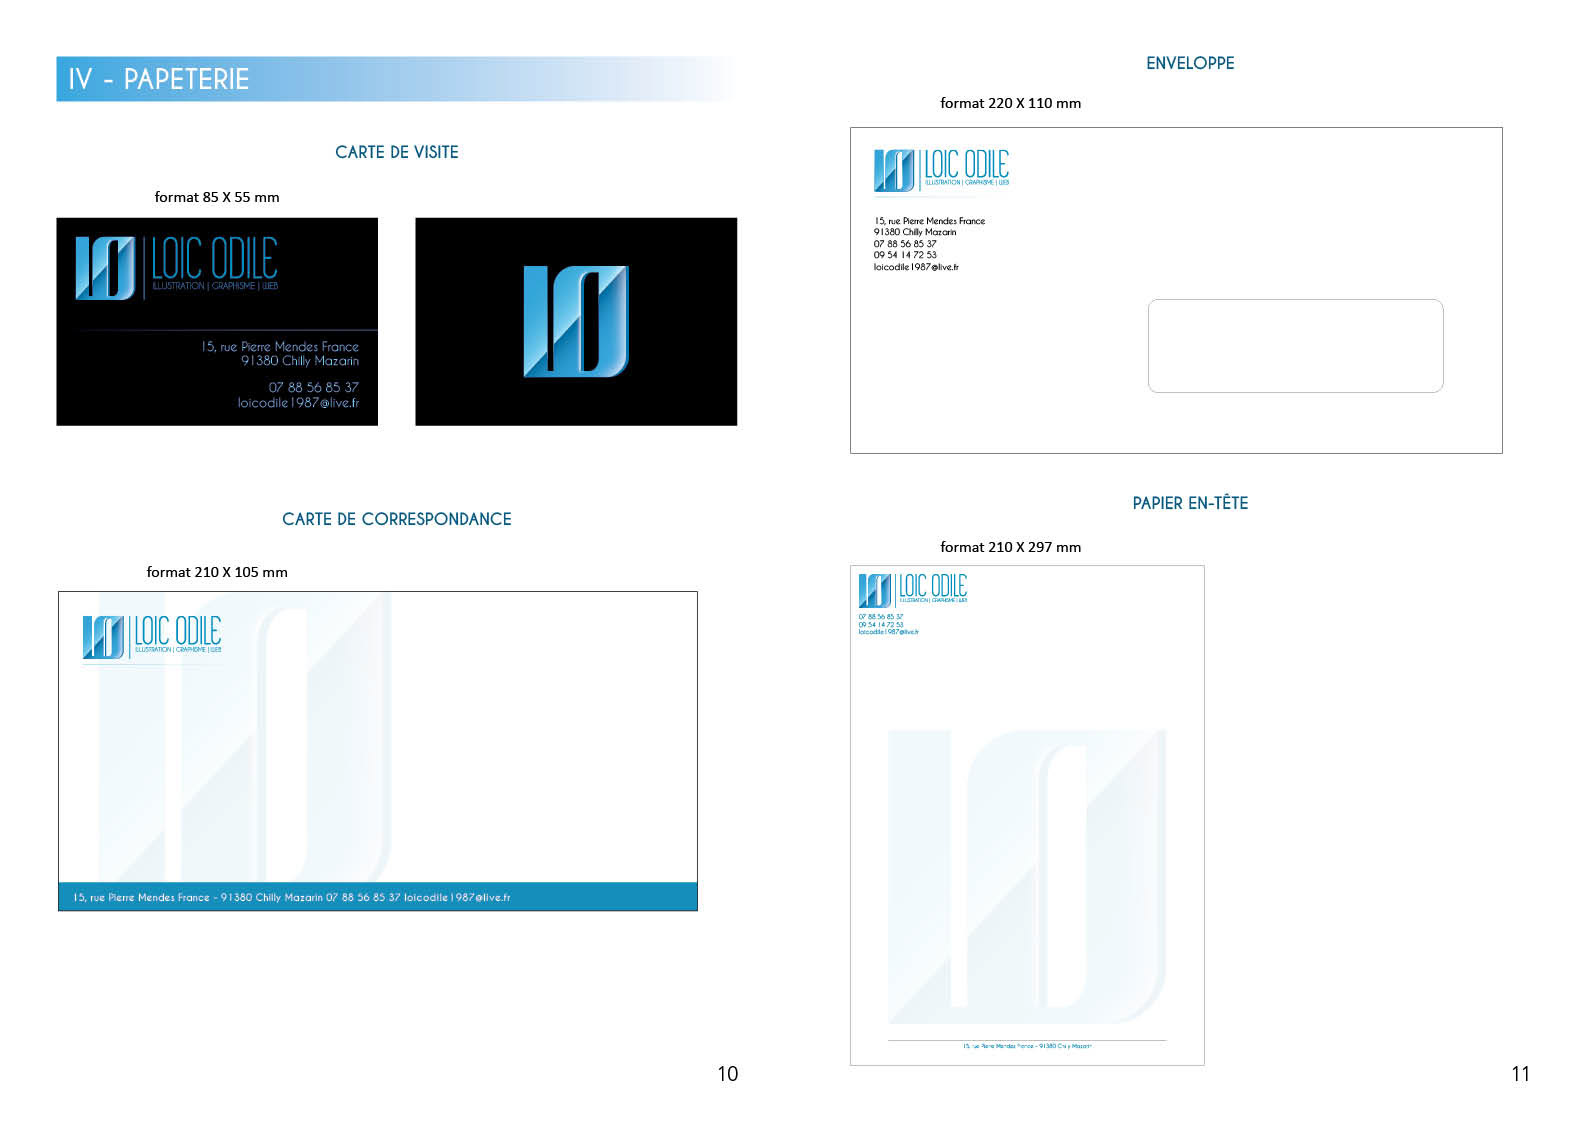 IV - PAPETERIE
CARTE DE VISITE
format 85 X 55 mm
LOIC ODILE
ILLUSTRATION | GRAPHISME | WEB
15, rue Pierre Mendes France
91380 Chilly Mazarin
07 88 56 85 37
loicodile1987@live.fr
CARTE DE CORRESPONDANCE
format 210 X 105 mm
LOIC ODILE
ILLUSTRATION | GRAPHISME | WEB
15, rue Pierre Mendes France - 91380 Chilly Mazarin 07 88 56 85 37 loicodile1987@live.fr
10
ENVELOPPE
format 220 X 110 mm
LOIC ODILE
ILLUSTRATION | GRAPHISME | WEB
15, rue Pierre Mendes France
91380 Chilly Mazarin
07 88 56 85 37
09 54 14 72 53
loicodile1987@live.fr
PAPIER EN-TÊTE
format 210 X 297 mm
LOIC ODILE
ILLUSTRATION | GRAPHISME | WEB
07 88 56 85 37
09 54 14 72 53
loicodile1987@live.fr
15, rue Pierre Mendes France - 91380 Chilly Mazarin
11